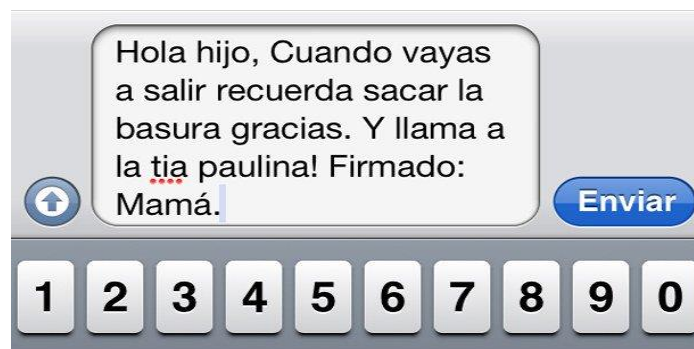 Hola hijo, Cuando vayas
a salir recuerda sacar la
basura gracias. Y llama a
la tia paulina! Firmado:
Mamá.
Enviar
1 2 3 4 5 6 7 8 9 0